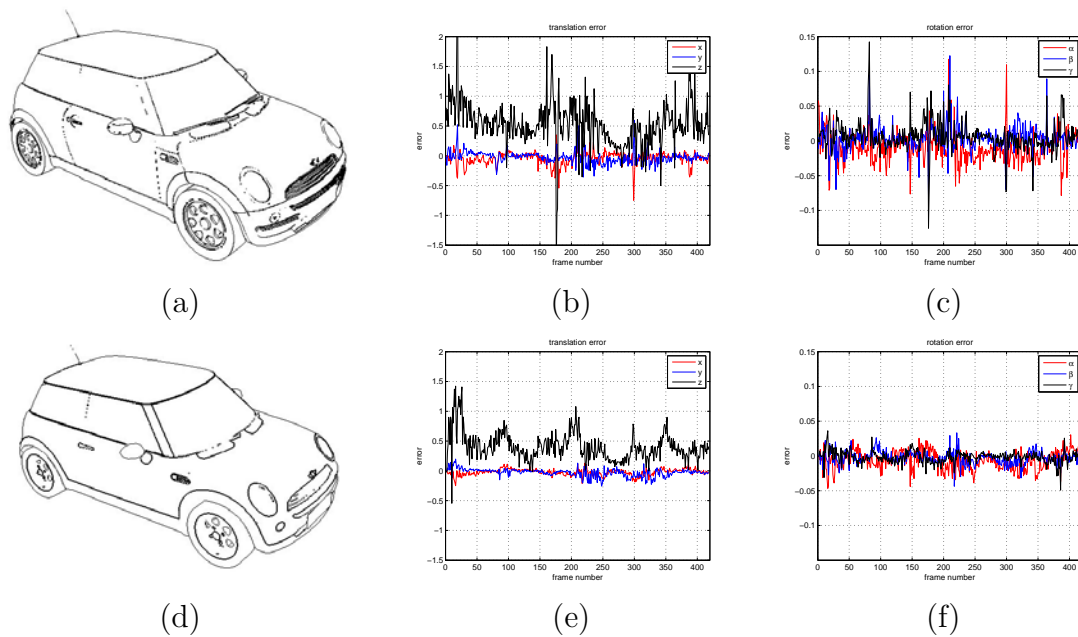 translation error
2
1.5
1
0.5
0
−0.5
−1
−1.5
error
0 50 100 150 200 250 300 350 400
frame number
x
y
z
rotation error
0.15
0.1
0.05
0
−0.05
−0.1
error
0 50 100 150 200 250 300 350 400
frame number
α
β
γ
(a)
(b)
(c)
translation error
2
1.5
1
0.5
0
−0.5
−1
−1.5
error
0 50 100 150 200 250 300 350 400
frame number
x
y
z
rotation error
0.15
0.1
0.05
0
−0.05
−0.1
error
0 50 100 150 200 250 300 350 400
frame number
α
β
γ
(d)
(e)
(f)